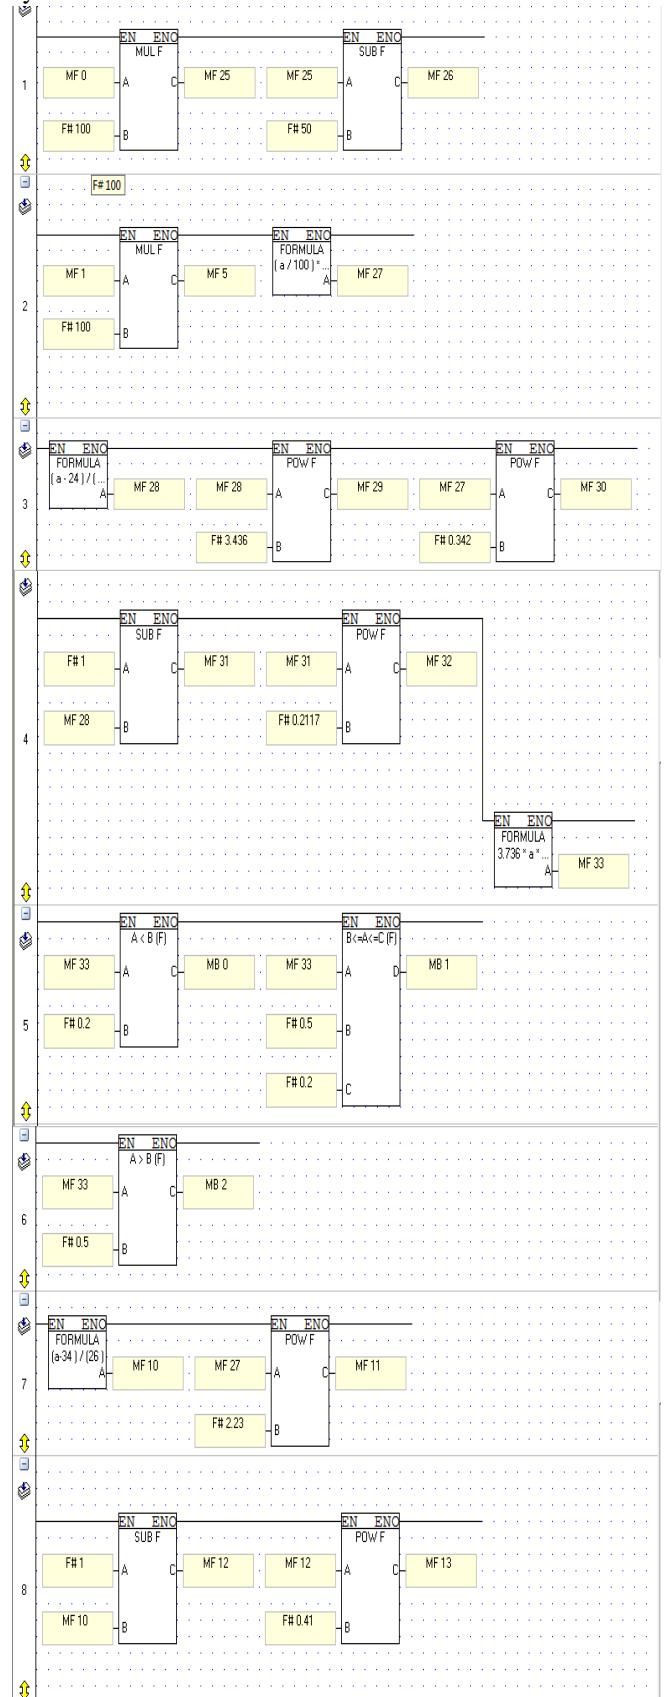 EN ENO EN ENO
MUL F SUB F
MF 0 A C MF 25 MF 25 A C MF 26
1
F# 100 B F# 50 B
F# 100
EN ENO EN ENO
MUL F FORMULA
( a / 100 ) * ...
MF 1 A C MF 5 A MF 27
2
F# 100 B
EN ENO EN ENO EN ENO
FORMULA POW F POW F
( a - 24 ) / ( ...
A MF 28 MF 28 A C MF 29 MF 27 A C MF 30
3
F# 3.436 B F# 0.342 B
EN ENO EN ENO
SUB F POW F
F# 1 A C MF 31 MF 31 A C MF 32
MF 28 B F# 0.2117 B
4
EN ENO
FORMULA
3.736 * a * ...
A MF 33
EN ENO EN ENO
A < B (F) B<=A<=C (F)
MF 33 A C MB 0 MF 33 A D MB 1
5
F# 0.2 B F# 0.5 B
F# 0.2 C
EN ENO
A > B (F)
MF 33 A C MB 2
6
F# 0.5 B
EN ENO EN ENO
FORMULA POW F
(a-34 ) / (26 )
A MF 10 MF 27 A C MF 11
7
F# 2.23 B
EN ENO EN ENO
SUB F POW F
F# 1 A C MF 12 MF 12 A C MF 13
8
MF 10 B F# 0.41 B